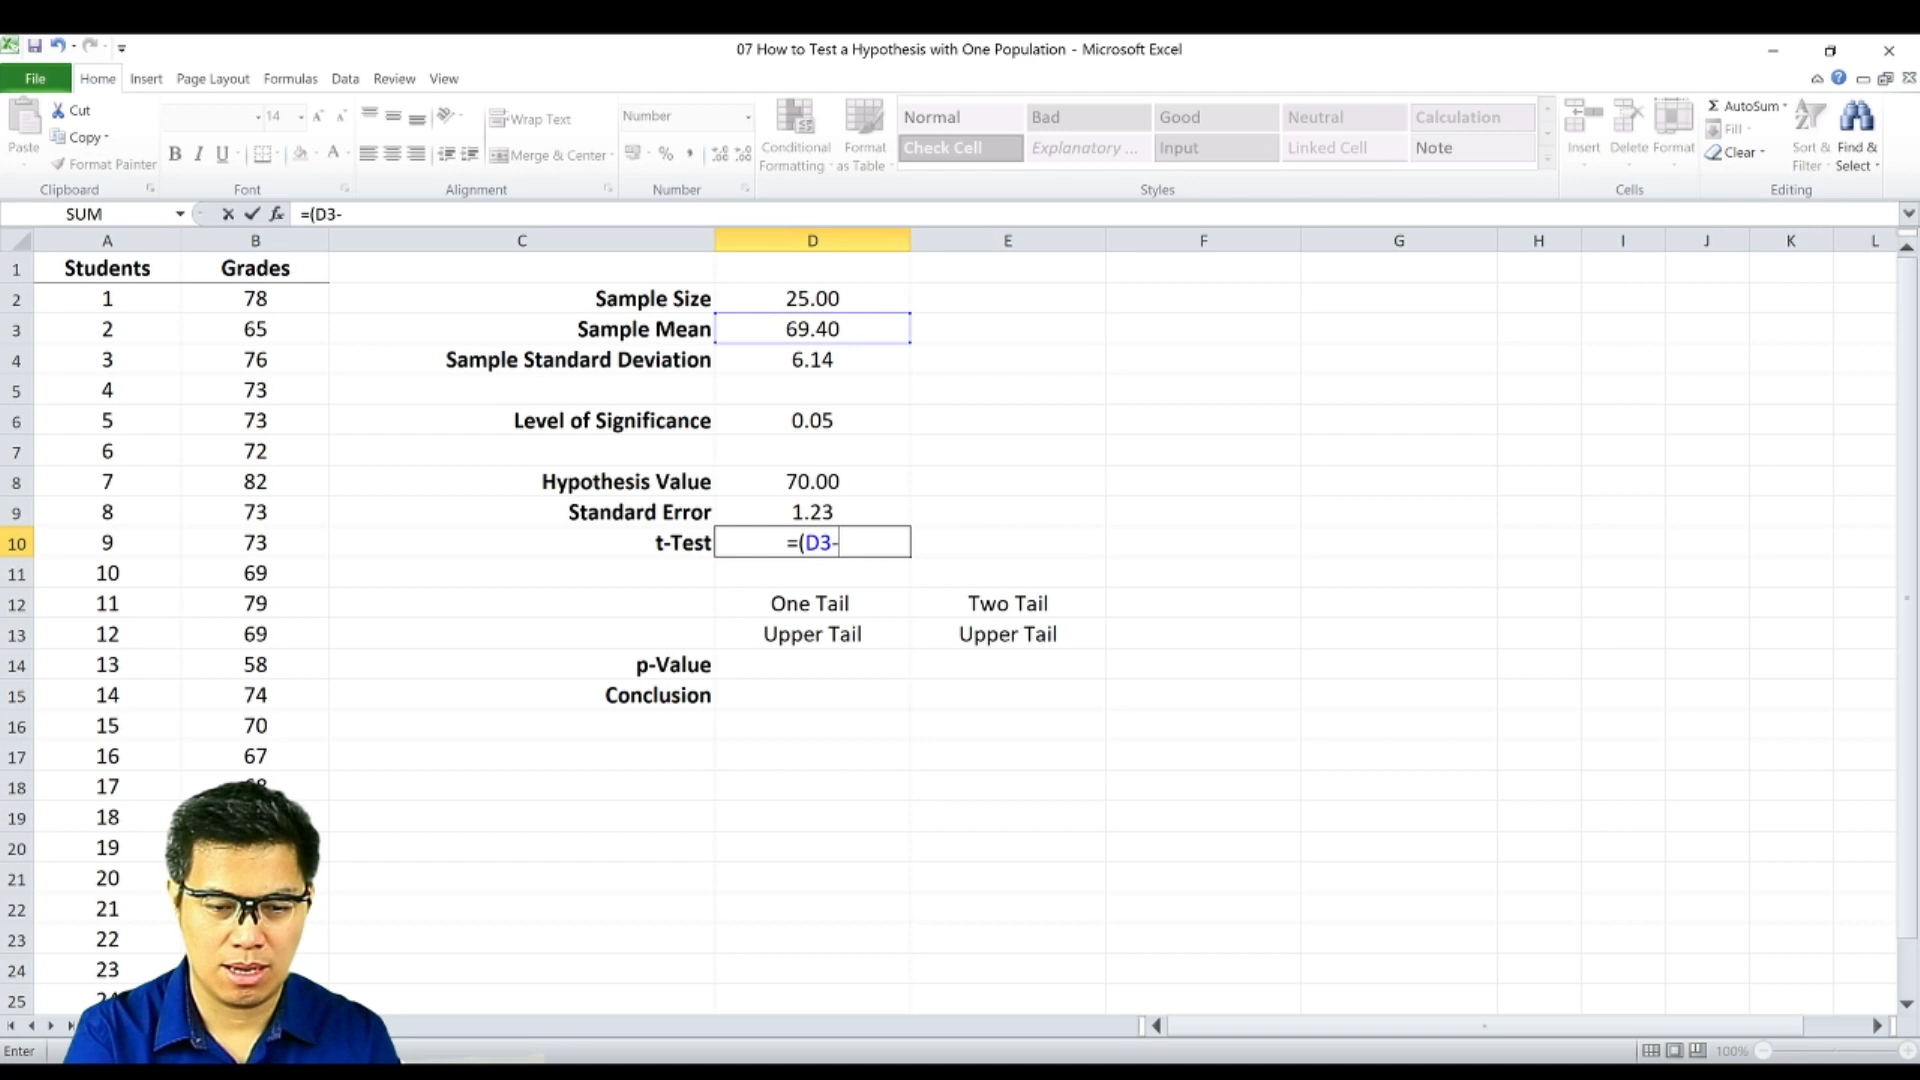 07 How to Test a Hypothesis with One Population - Microsoft Excel
File Home Insert Page Layout Formulas Data Review View
Paste
Cut
Copy
Format Painter
Clipboard
14
B I U
Font
Wrap Text
Merge & Center
Alignment
Number
Number
Conditional Formatting
Format as Table
Normal Bad Good Neutral Calculation
Check Cell Explanatory ... Input Linked Cell Note
Styles
Insert Delete Format
Cells
Σ AutoSum
Fill
Clear
Sort & Filter
Find & Select
Editing
SUM fx =(D3-
A B C D E F G H I J K L
1 Students Grades
2 1 78 Sample Size 25.00
3 2 65 Sample Mean 69.40
4 3 76 Sample Standard Deviation 6.14
5 4 73
6 5 73 Level of Significance 0.05
7 6 72
8 7 82 Hypothesis Value 70.00
9 8 73 Standard Error 1.23
10 9 73 t-Test =(D3-
11 10 69
12 11 79 One Tail Two Tail
13 12 69 Upper Tail Upper Tail
14 13 58 p-Value
15 14 74 Conclusion
16 15 70
17 16 67
18 17
19 18
20 19
21 20
22 21
23 22
24 23
25
Enter 100%